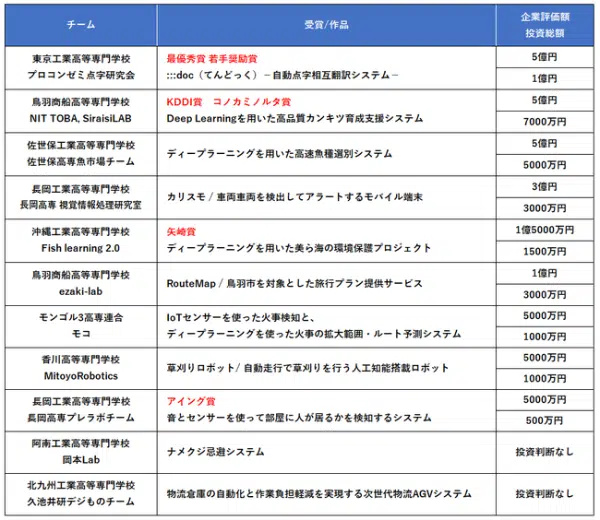 チーム
受賞/作品
企業評価額
投資総額
東京工業高等専門学校
プロコンゼミ点字研究会
最優秀賞 若手奨励賞
:::doc（てんどっく）－自動点字相互翻訳システム－
5億円
1億円
鳥羽商船高等専門学校
NIT TOBA, SiraisiLAB
KDDI賞　コノカミノルタ賞
Deep Learningを用いた高品質カンキツ育成支援システム
5億円
7000万円
佐世保工業高等専門学校
佐世保高専魚市場チーム
ディープラーニングを用いた高速魚種選別システム
5億円
5000万円
長岡工業高等専門学校
長岡高専 視覚情報処理研究室
カリスモ / 車両車両を検出してアラートするモバイル端末
3億円
3000万円
沖縄工業高等専門学校
Fish learning 2.0
矢崎賞
ディープラーニングを用いた美ら海の環境保護プロジェクト
1億5000万円
1500万円
鳥羽商船高等専門学校
ezaki-lab
RouteMap / 鳥羽市を対象とした旅行プラン提供サービス
1億円
3000万円
モンゴル3高専連合
モコ
IoTセンサーを使った火事検知と、
ディープラーニングを使った火事の拡大範囲・ルート予測システム
5000万円
1000万円
香川高等専門学校
MitoyoRobotics
草刈りロボット/ 自動走行で草刈りを行う人工知能搭載ロボット
5000万円
1000万円
長岡工業高等専門学校
長岡高専プレラボチーム
アイング賞
音とセンサーを使って部屋に人が居るかを検知するシステム
5000万円
500万円
阿南工業高等専門学校
岡本Lab
ナメクジ忌避システム
投資判断なし
北九州工業高等専門学校
久池井研デジものチーム
物流倉庫の自動化と作業負担軽減を実現する次世代物流AGVシステム
投資判断なし